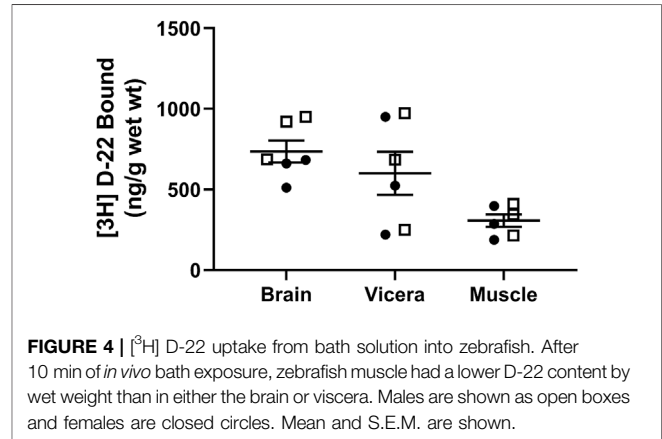 1500
1000
500
0
[3H] D-22 Bound
(ng/g wet wt)
Brain Vicera Muscle
FIGURE 4 | [³H] D-22 uptake from bath solution into zebrafish. After
10 min of in vivo bath exposure, zebrafish muscle had a lower D-22 content by
wet weight than in either the brain or viscera. Males are shown as open boxes
and females are closed circles. Mean and S.E.M. are shown.